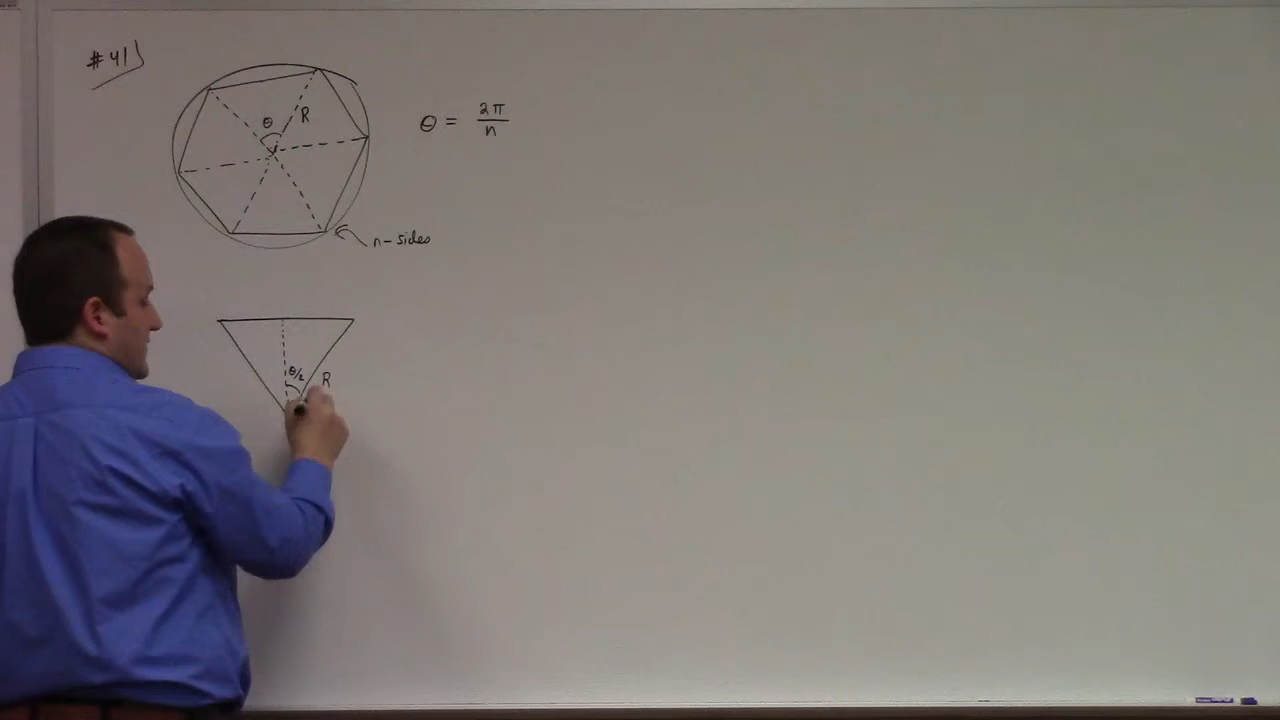 #41
θ R
θ = 2π/n
n-sides
θ/2 R